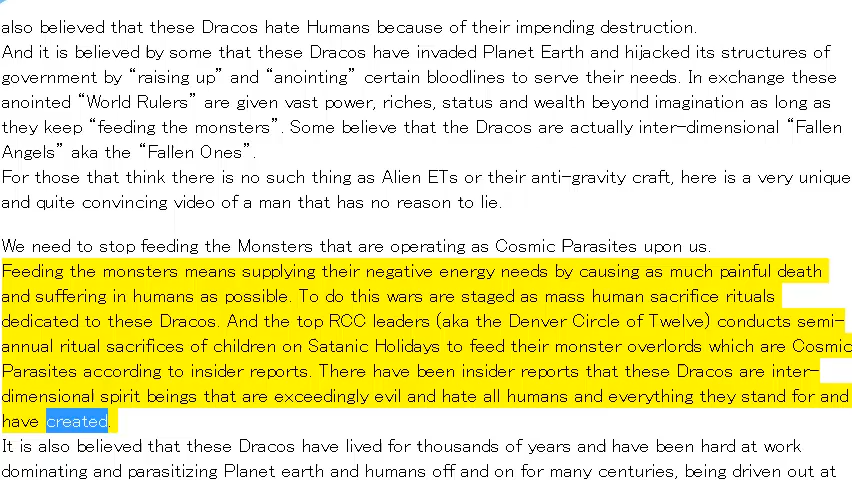 also believed that these Dracos hate Humans because of their impending destruction.
And it is believed by some that these Dracos have invaded Planet Earth and hijacked its structures of
government by “raising up” and “anointing” certain bloodlines to serve their needs. In exchange these
anointed “World Rulers” are given vast power, riches, status and wealth beyond imagination as long as
they keep “feeding the monsters”. Some believe that the Dracos are actually inter-dimensional “Fallen
Angels” aka the “Fallen Ones”.
For those that think there is no such thing as Alien ETs or their anti-gravity craft, here is a very unique
and quite convincing video of a man that has no reason to lie.
We need to stop feeding the Monsters that are operating as Cosmic Parasites upon us.
Feeding the monsters means supplying their negative energy needs by causing as much painful death
and suffering in humans as possible. To do this wars are staged as mass human sacrifice rituals
dedicated to these Dracos. And the top RCC leaders (aka the Denver Circle of Twelve) conducts semi-
annual ritual sacrifices of children on Satanic Holidays to feed their monster overlords which are Cosmic
Parasites according to insider reports. There have been insider reports that these Dracos are inter-
dimensional spirit beings that are exceedingly evil and hate all humans and everything they stand for and
have created.
It is also believed that these Dracos have lived for thousands of years and have been hard at work
dominating and parasitizing Planet earth and humans off and on for many centuries, being driven out at